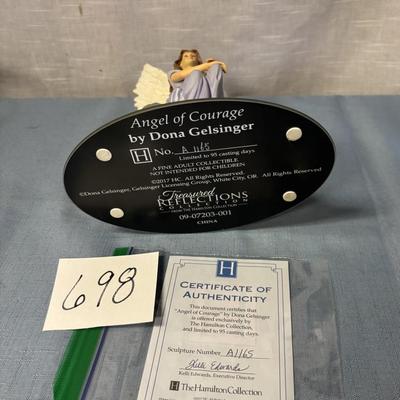 Angel of Courage
by Dona Gelsinger
H No. A1165
Limited to 95 casting days
A FINE ADULT COLLECTIBLE
NOT INTENDED FOR CHILDREN
©2017 HC. All Rights Reserved.
©Dona Gelsinger, Gelsinger Licensing Group, White City, OR. All Rights Reserved.
Treasured
REFLECTIONS
COLLECTION
FROM THE HAMILTON COLLECTION
09-07203-001
CHINA
698
H
CERTIFICATE OF
AUTHENTICITY
This document certifies that
"Angel of Courage" by Dona Gelsinger
is offered exclusively by
The Hamilton Collection,
and limited to 95 casting days.
Sculpture Number A1165
Kelli Edwards
Kelli Edwards, Executive Director
H The Hamilton Collection